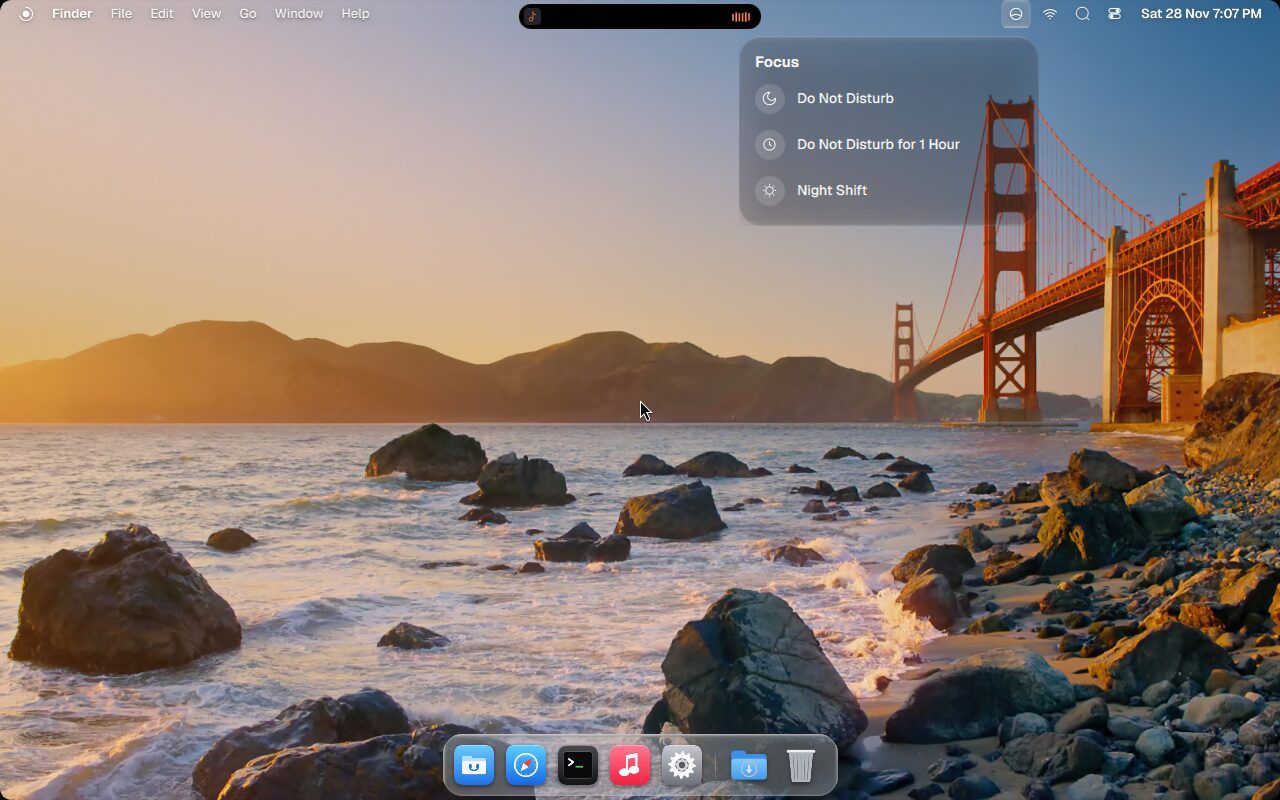 Finder File Edit View Go Window Help Sat 28 Nov 7:07 PM
Focus
Do Not Disturb
Do Not Disturb for 1 Hour
Night Shift